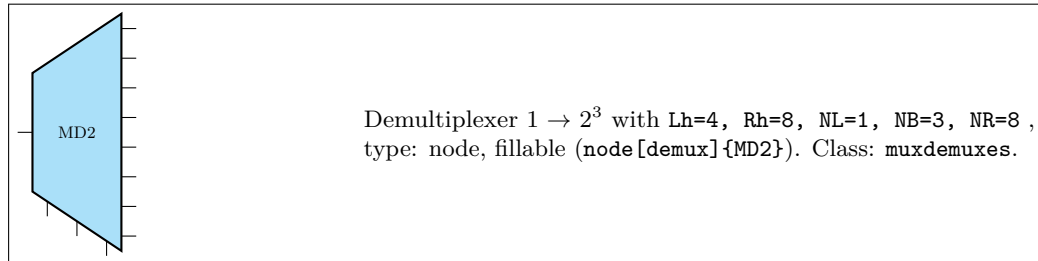 MD2
Demultiplexer 1 → 2³ with Lh=4, Rh=8, NL=1, NB=3, NR=8 ,
type: node, fillable (node[demux]{MD2}). Class: muxdemuxes.